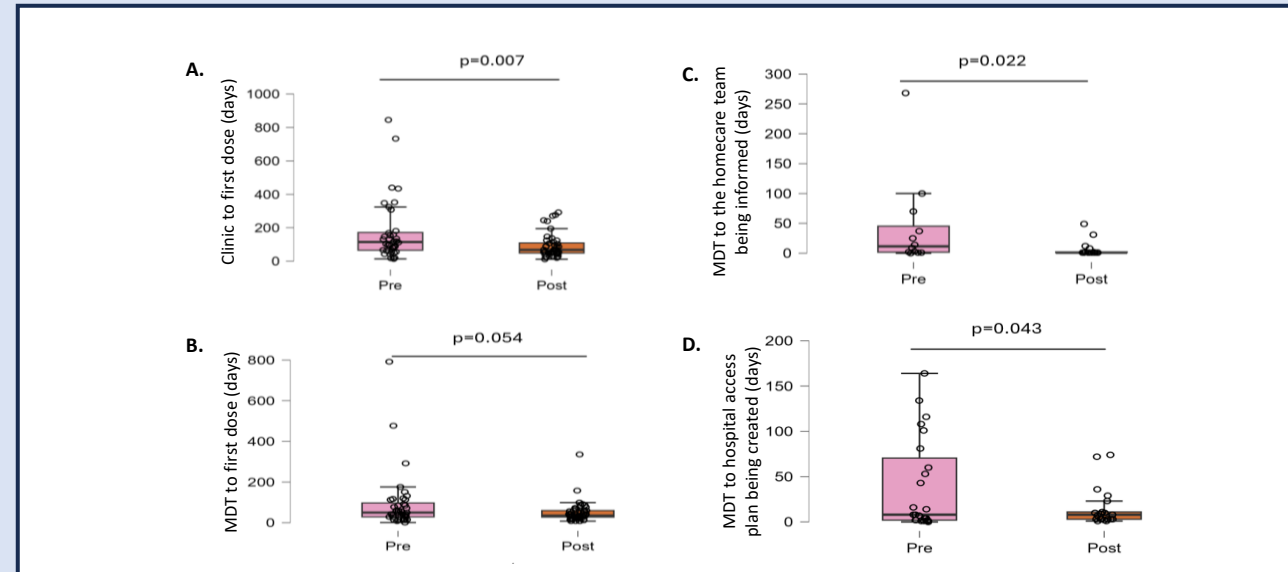 A.
p=0.007
Clinic to first dose (days)
1000
800
600
400
200
0
Pre
Post
C.
p=0.022
MDT to the homecare team
being informed (days)
300
250
200
150
100
50
0
Pre
Post
B.
p=0.054
MDT to first dose (days)
800
600
400
200
0
Pre
Post
D.
p=0.043
MDT to hospital access
plan being created (days)
200
150
100
50
0
Pre
Post